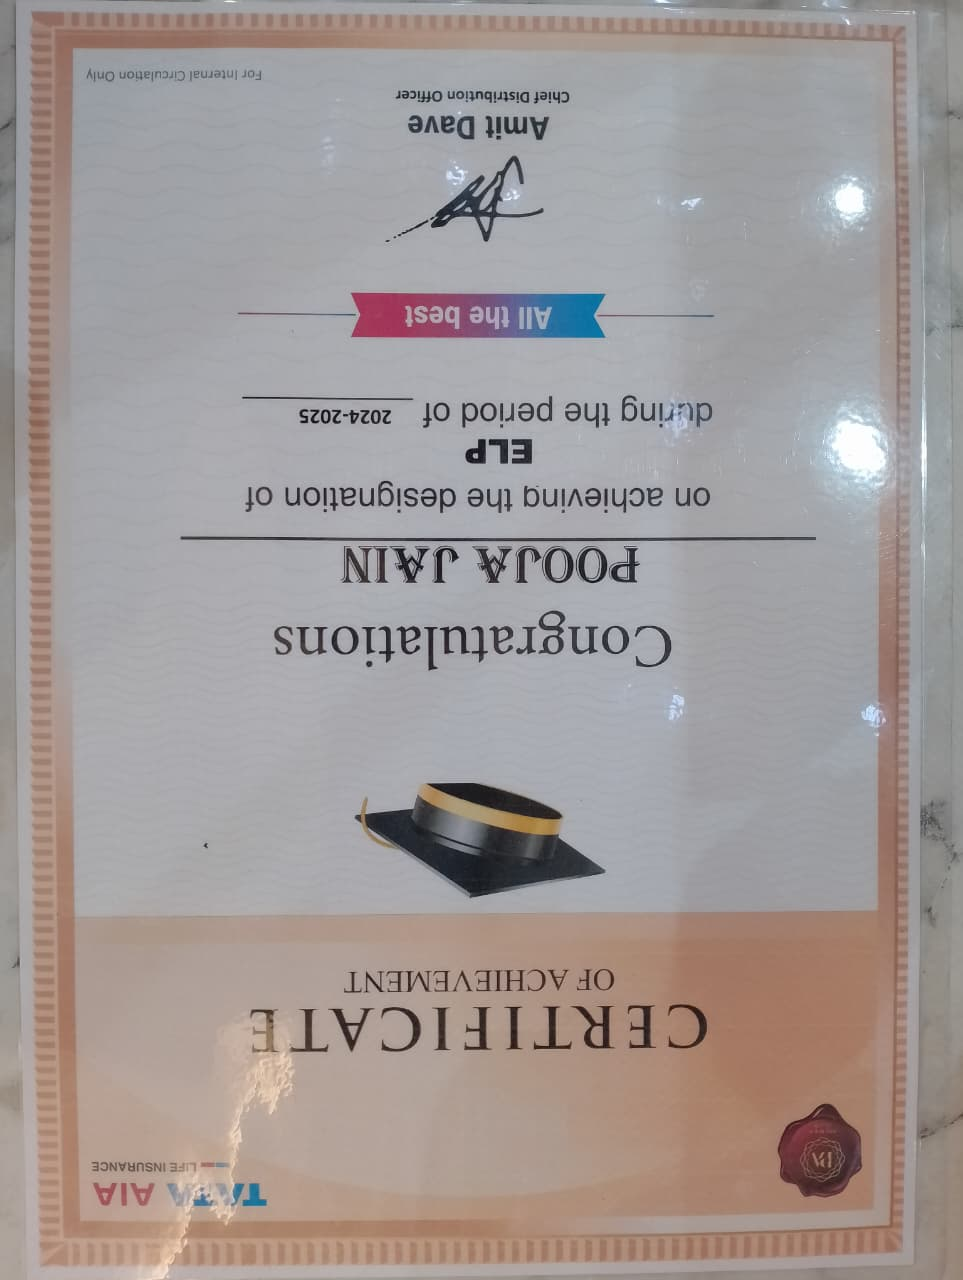 TATA AIA
LIFE INSURANCE
CERTIFICATE
OF ACHIEVEMENT
Congratulations
POOJA JAIN
on achieving the designation of
ELP
during the period of 2024-2025
All the best
Amit Dave
Chief Distribution Officer
For Internal Circulation Only